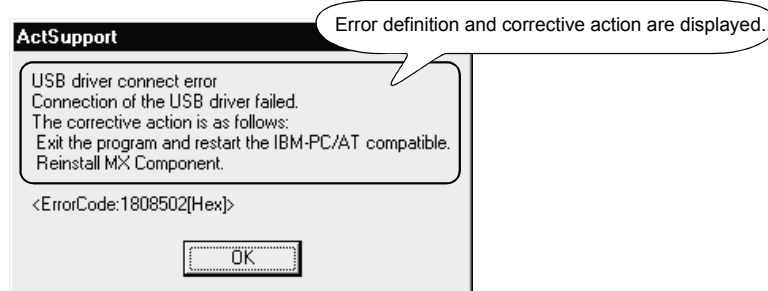 Error definition and corrective action are displayed.
ActSupport
USB driver connect error
Connection of the USB driver failed.
The corrective action is as follows:
Exit the program and restart the IBM-PC/AT compatible.
Reinstall MX Component.
<ErrorCode:1808502[Hex]>
OK